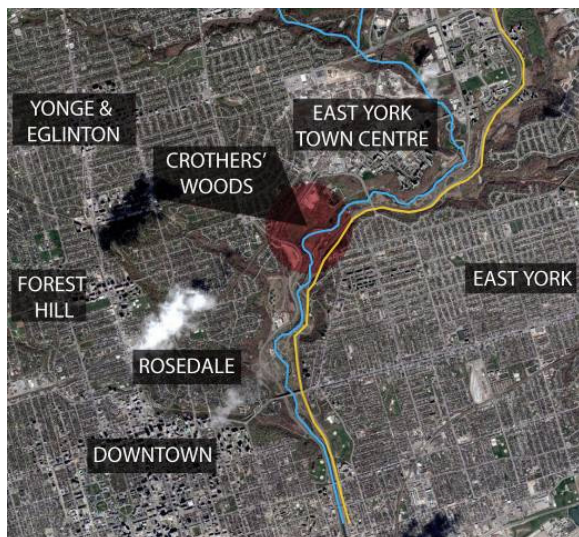 YONGE &
EGLINTON
EAST YORK
TOWN CENTRE
CROTHERS'
WOODS
FOREST
HILL
EAST YORK
ROSEDALE
DOWNTOWN